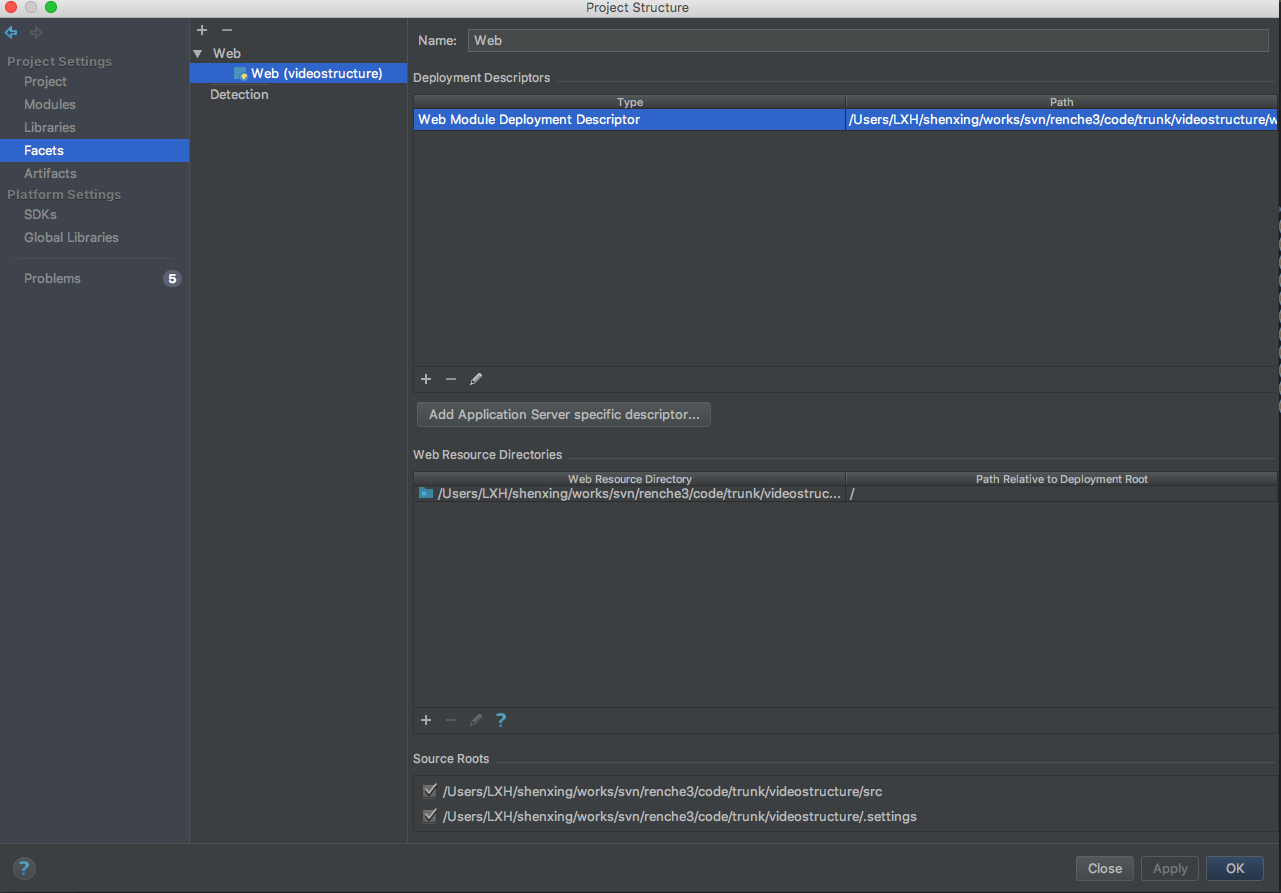 Project Structure
Project Settings
Project
Modules
Libraries
Facets
Artifacts
Platform Settings
SDKs
Global Libraries
Problems 5
Web
Web (videostructure)
Detection
Name: Web
Deployment Descriptors
Type Path
Web Module Deployment Descriptor /Users/LXH/shenxing/works/svn/renche3/code/trunk/videostructure/w
Add Application Server specific descriptor...
Web Resource Directories
Web Resource Directory Path Relative to Deployment Root
/Users/LXH/shenxing/works/svn/renche3/code/trunk/videostruc... /
?
Source Roots
/Users/LXH/shenxing/works/svn/renche3/code/trunk/videostructure/src
/Users/LXH/shenxing/works/svn/renche3/code/trunk/videostructure/.settings
? Close Apply OK